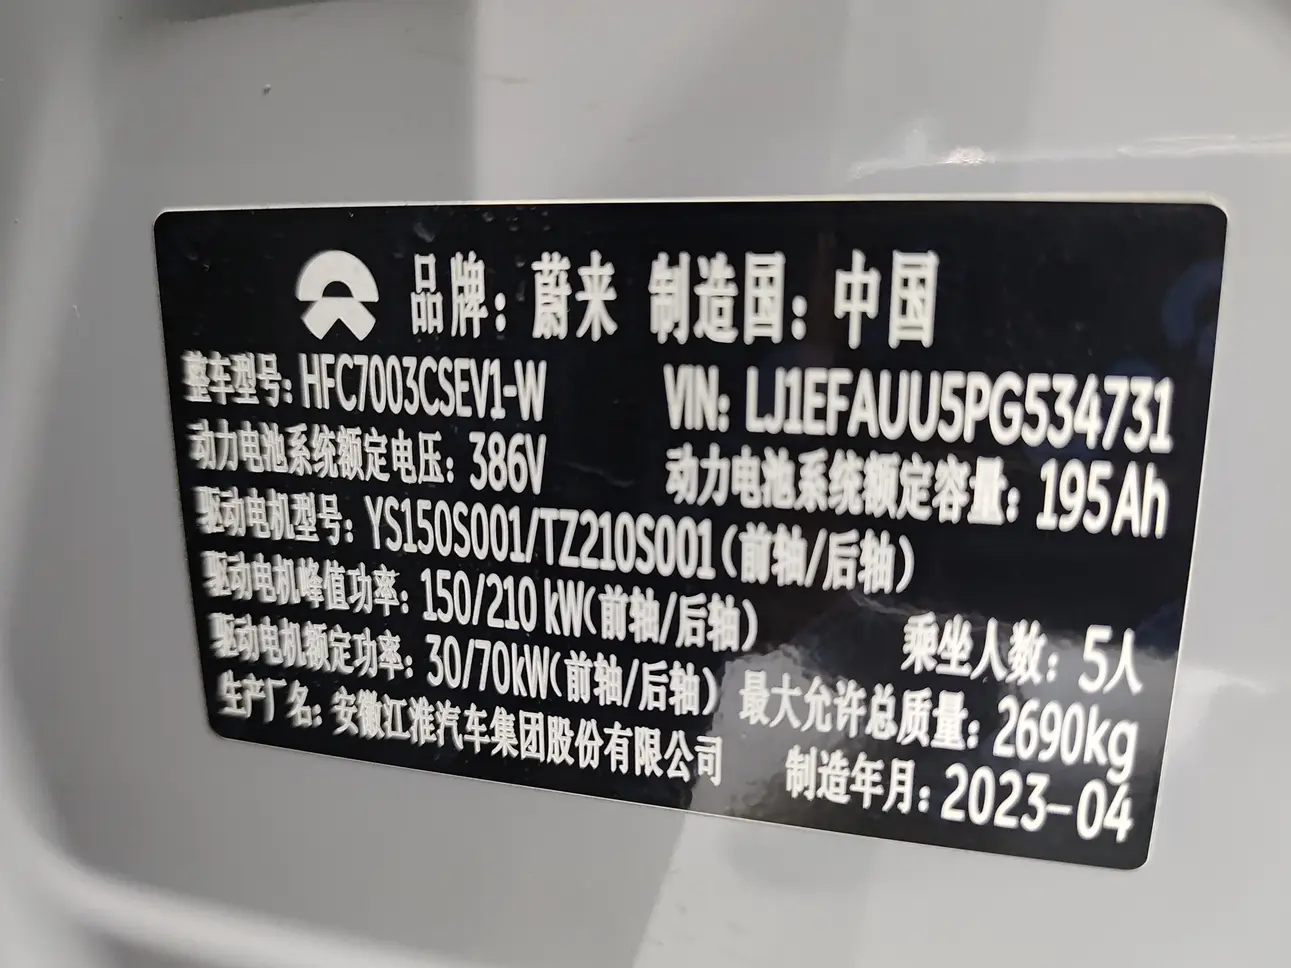 品牌：蔚来 制造国：中国
整车型号：HFC7003CSEV1-W VIN：LJ1EFAUU5PG534731
动力电池系统额定电压：386V 动力电池系统额定容量：195Ah
驱动电机型号：YS150S001/TZ210S001(前轴/后轴)
驱动电机峰值功率：150/210 kW(前轴/后轴) 乘坐人数：5人
驱动电机额定功率：30/70kW(前轴/后轴) 最大允许总质量：2690kg
生产厂名：安徽江淮汽车集团股份有限公司 制造年月：2023-04